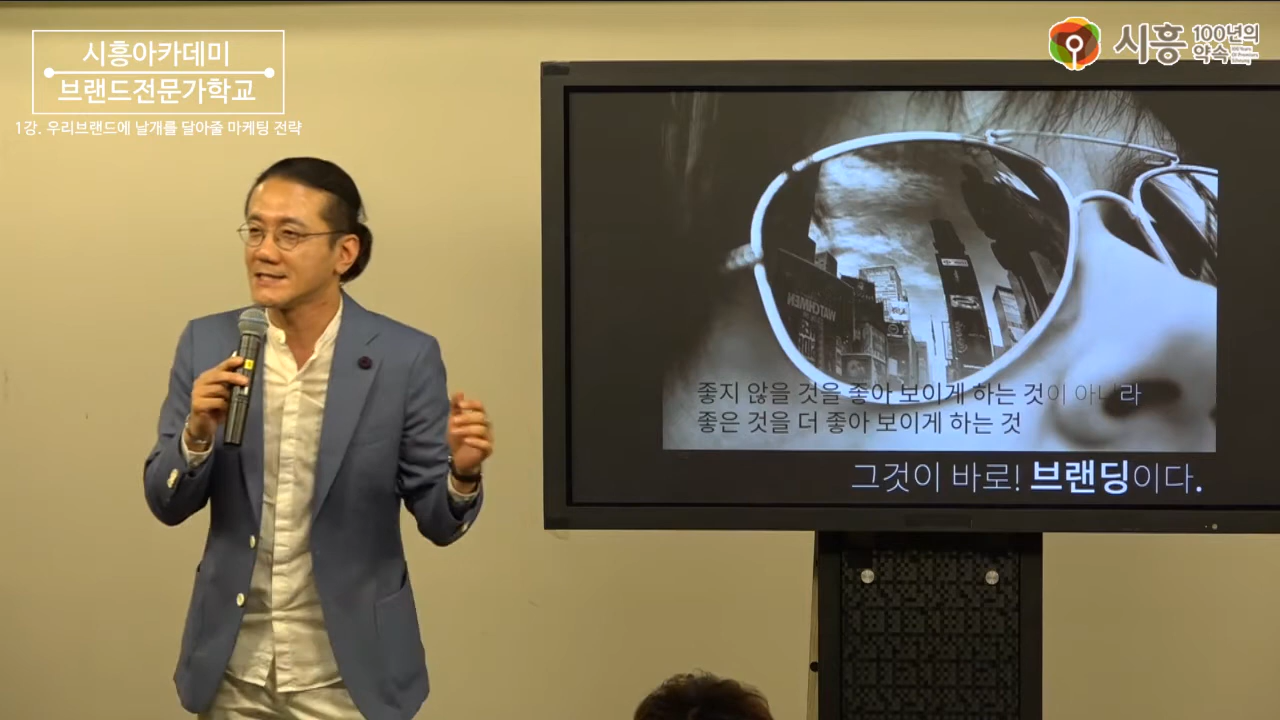 시흥아카데미
브랜드전문가학교
1강. 우리브랜드에 날개를 달아줄 마케팅 전략
시흥 100년의
약속
WATCHMEN
좋지 않을 것을 좋아 보이게 하는 것이 아니라
좋은 것을 더 좋아 보이게 하는 것
그것이 바로! 브랜딩이다.